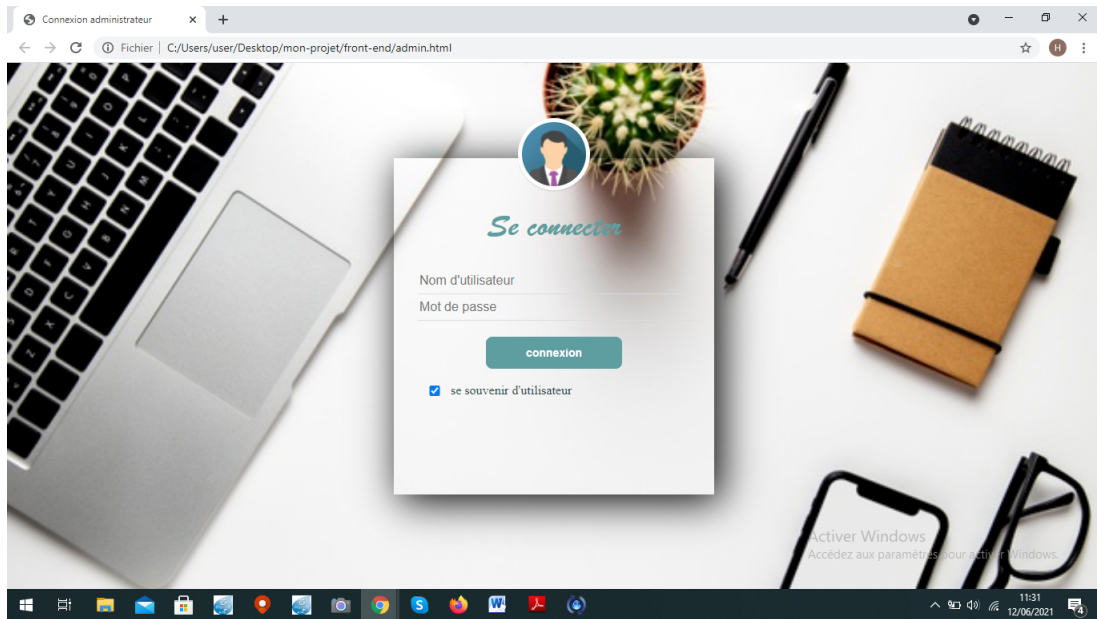 Connexion administrateur
Fichier | C:/Users/user/Desktop/mon-projet/front-end/admin.html
H
Se connecter
Nom d'utilisateur
Mot de passe
connexion
se souvenir d'utilisateur
Activer Windows
Accédez aux paramètres pour activer Windows.
11:31
12/06/2021
4